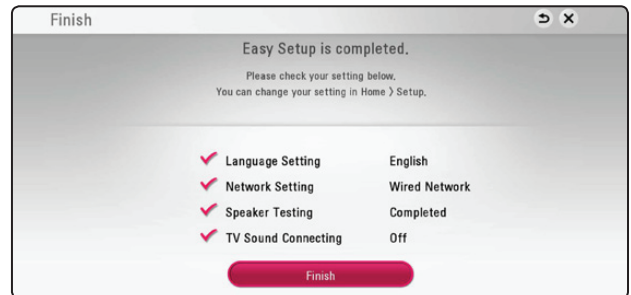 Finish
Easy Setup is completed.
Please check your setting below.
You can change your setting in Home > Setup.
Language Setting English
Network Setting Wired Network
Speaker Testing Completed
TV Sound Connecting Off
Finish